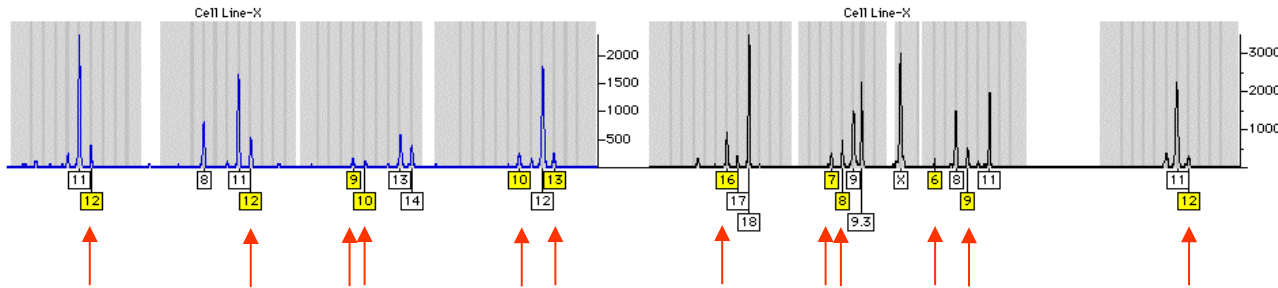 Cell Line-X Cell Line-X
2000 3000
1500
1000 2000
500 1000
11 8 11 9 13 10 13 16 7 9 X 6 8 11 11
12 12 10 14 12 17 8 9 12
18 9.3